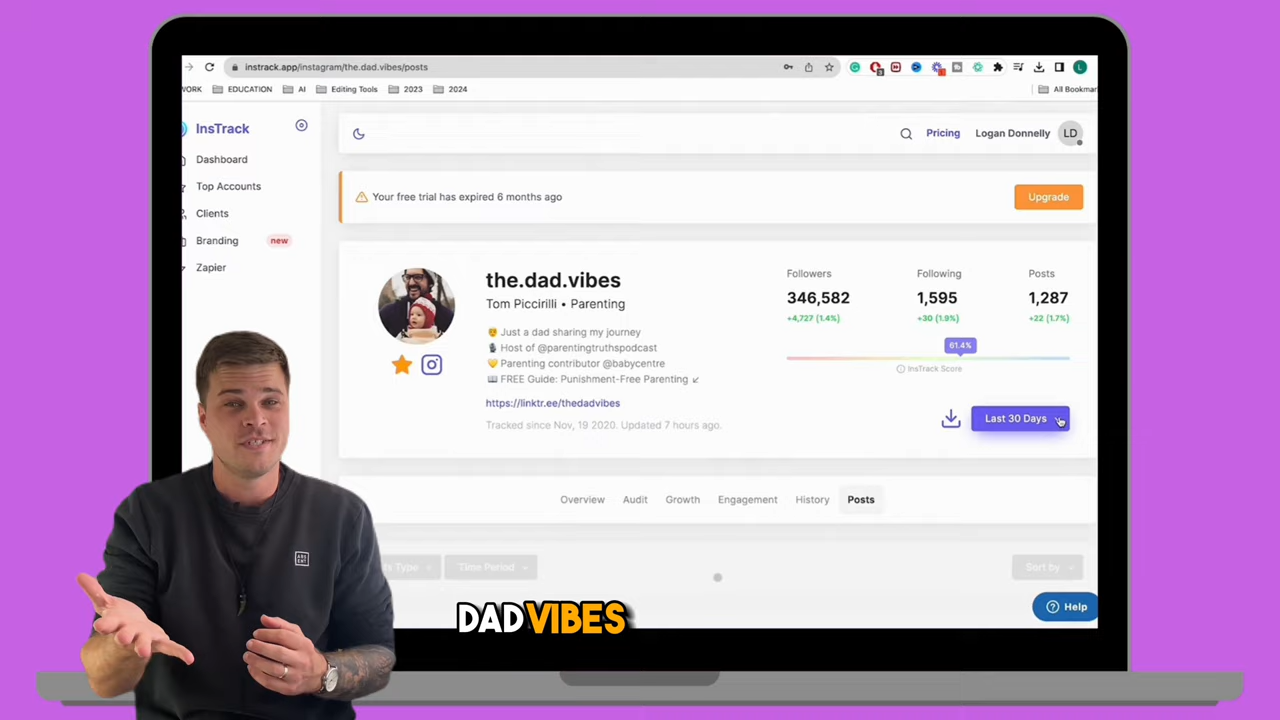 instrack.app/instagram/the.dad.vibes/posts
WORK EDUCATION AI Editing Tools 2023 2024 All Bookmar
InsTrack
Pricing Logan Donnelly LD
Dashboard
Top Accounts
Clients
Branding new
Zapier
Your free trial has expired 6 months ago Upgrade
the.dad.vibes
Tom Piccirilli • Parenting
Just a dad sharing my journey
Host of @parentingtruthspodcast
Parenting contributor @babycentre
FREE Guide: Punishment-Free Parenting
https://linktr.ee/thedadvibes
Tracked since Nov, 19 2020. Updated 7 hours ago.
Followers Following Posts
346,582 1,595 1,287
+4,727 (1.4%) +30 (1.9%) +22 (1.7%)
61.4%
InsTrack Score
Last 30 Days
Overview Audit Growth Engagement History Posts
Type Time Period Sort by
Help
DAD VIBES